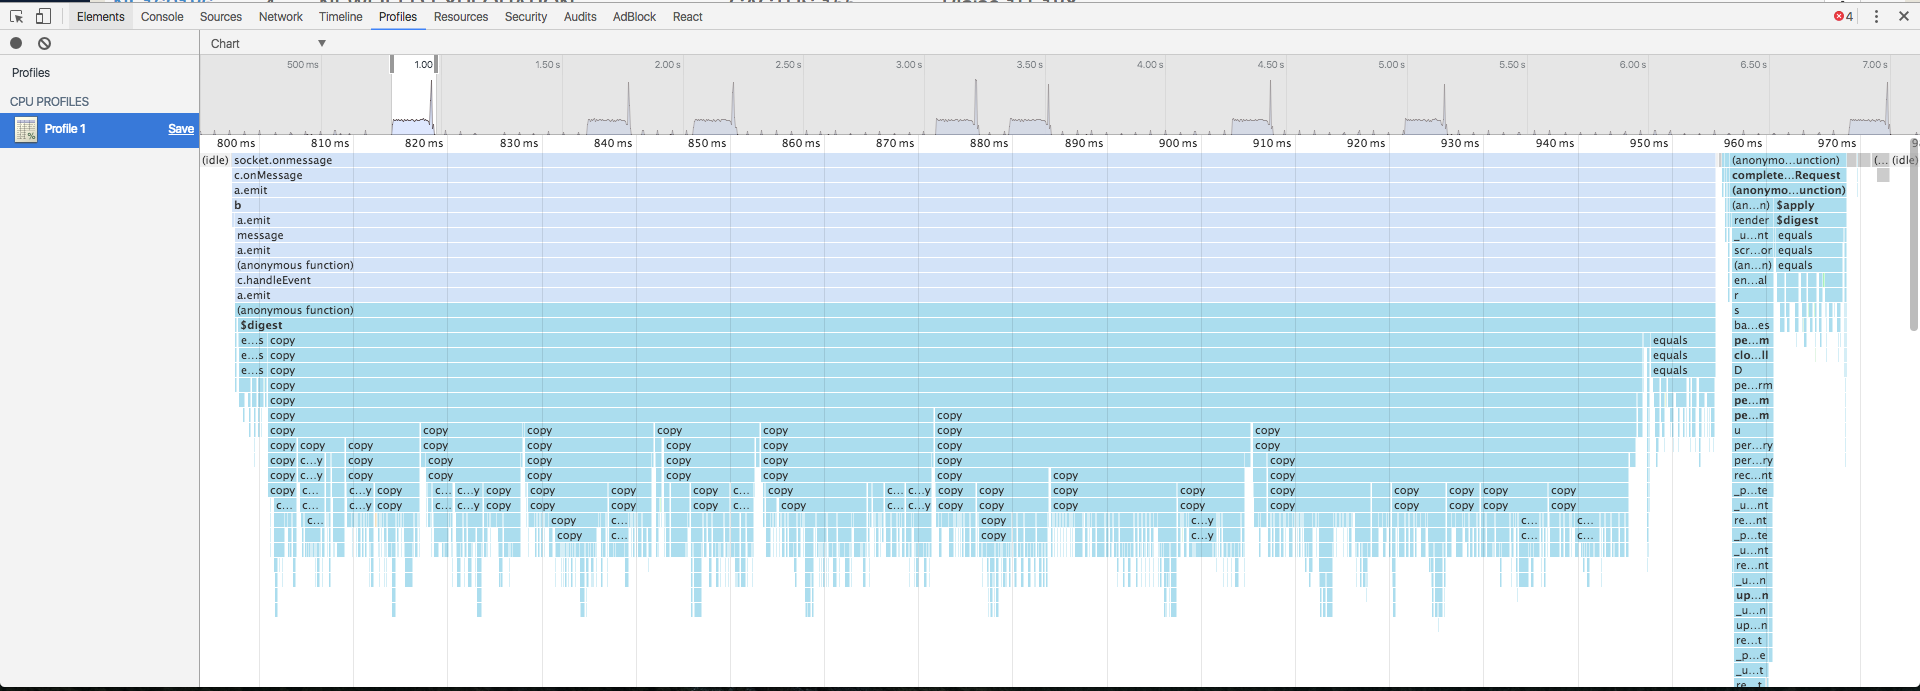 Elements Console Sources Network Timeline Profiles Resources Security Audits AdBlock React 4
Chart
Profiles
CPU PROFILES
Profile 1 Save
500 ms 1.00 1.50 s 2.00 s 2.50 s 3.00 s 3.50 s 4.00 s 4.50 s 5.00 s 5.50 s 6.00 s 6.50 s 7.00 s
800 ms 810 ms 820 ms 830 ms 840 ms 850 ms 860 ms 870 ms 880 ms 890 ms 900 ms 910 ms 920 ms 930 ms 940 ms 950 ms 960 ms 970 ms
(idle) socket.onmessage (anonymo...unction) (... (idle)
c.onMessage complete...Request
a.emit (anonymo...unction)
b (an...n) $apply
a.emit render $digest
message _u...nt equals
a.emit scr...or equals
(anonymous function) (an...n) equals
c.handleEvent en...al
a.emit r
(anonymous function) s
$digest ba...es
e...s copy equals pe...m
e...s copy equals clo...ll
e...s copy equals D
copy pe...rm
copy pe...m
copy copy pe...m
copy copy copy copy copy copy copy u
copy copy copy copy copy copy copy copy copy per...ry
copy c...y copy copy copy copy copy copy copy per...ry
copy c...y copy copy copy copy copy copy copy rec...nt
copy c... c...y copy c... c...y copy copy copy copy c... copy c... c...y copy copy copy copy copy copy copy copy copy _p...te
c... c... c...y copy c... c...y copy copy copy copy c... copy c... c...y copy copy copy copy copy copy copy copy copy _u...nt
c... copy c... copy c...y c... c... re...nt
copy c... copy c...y c... c... _p...te
_u...nt
re...nt
_u...n
up...n
_u...n
up...n
re...t
_p...e
_u...t
re...t